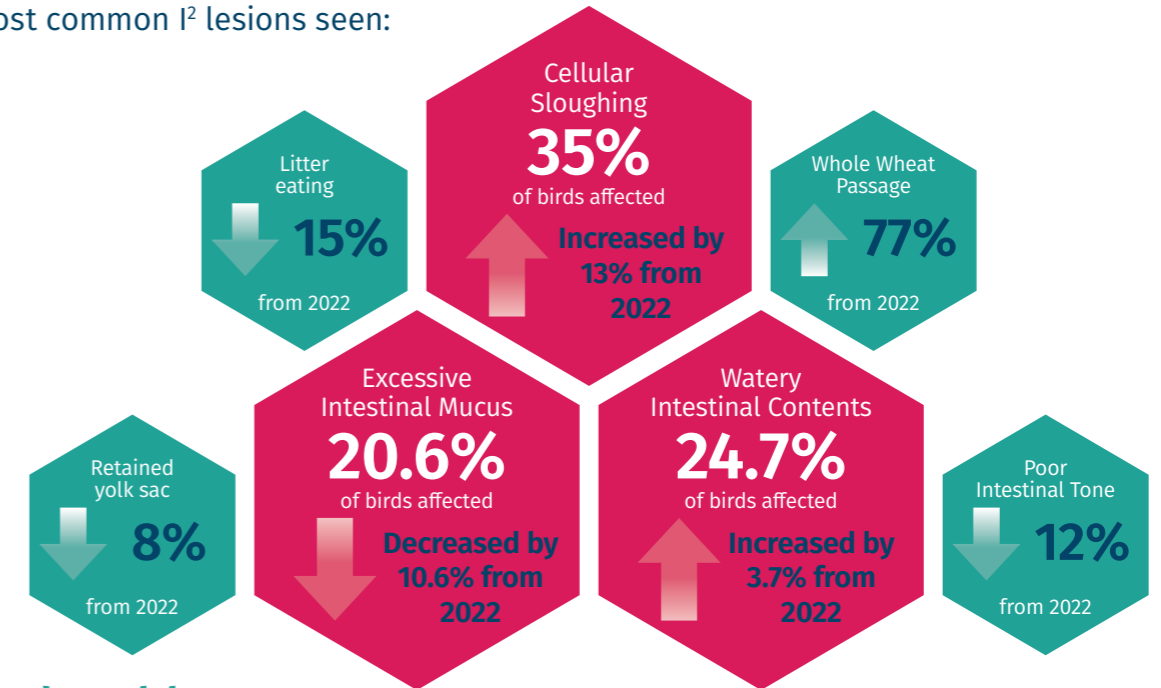 ost common I² lesions seen:
Cellular
Sloughing
35%
of birds affected
Increased by
13% from
2022
Litter
eating
15%
from 2022
Whole Wheat
Passage
77%
from 2022
Excessive
Intestinal Mucus
20.6%
of birds affected
Decreased by
10.6% from
2022
Watery
Intestinal Contents
24.7%
of birds affected
Increased by
3.7% from
2022
Retained
yolk sac
8%
from 2022
Poor
Intestinal Tone
12%
from 2022